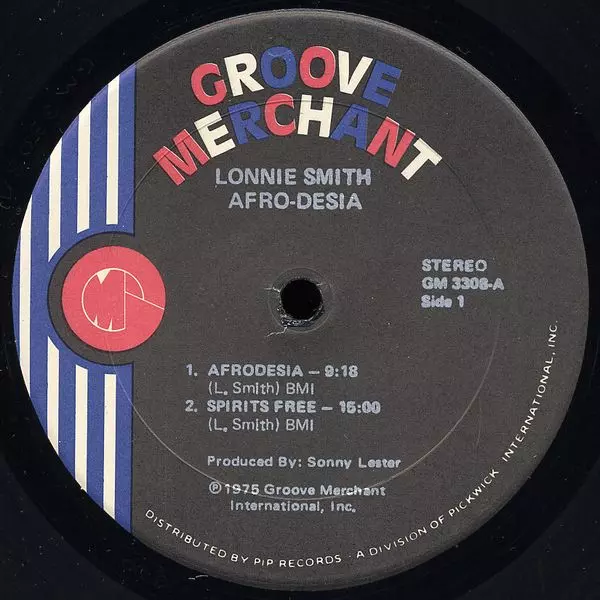 GROOVE
MERCHANT
LONNIE SMITH
AFRO-DESIA
STEREO
GM 3308-A
Side 1
GM
1. AFRODESIA – 9:18
(L. Smith) BMI
2. SPIRITS FREE – 15:00
(L. Smith) BMI
Produced By: Sonny Lester
Ⓟ1975 Groove Merchant
International, Inc.
DISTRIBUTED BY PIP RECORDS - A DIVISION OF PICKWICK INTERNATIONAL, INC.